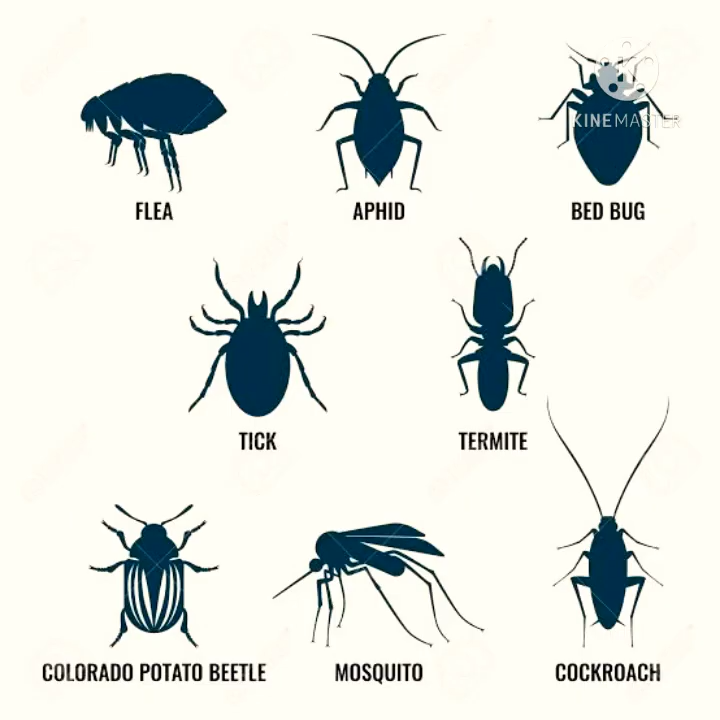 KINEMASTER
FLEA
APHID
BED BUG
TICK
TERMITE
COLORADO POTATO BEETLE
MOSQUITO
COCKROACH